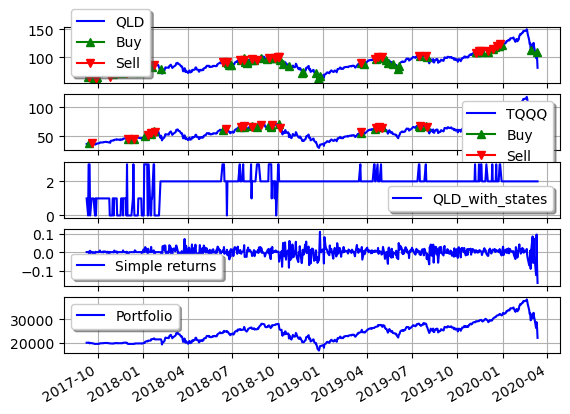 150
100
QLD
Buy
Sell
100
50
TQQQ
Buy
Sell
2
0
QLD_with_states
0.1
0.0
−0.1
Simple returns
30000
20000
Portfolio
2017-10
2018-01
2018-04
2018-07
2018-10
2019-01
2019-04
2019-07
2019-10
2020-01
2020-04